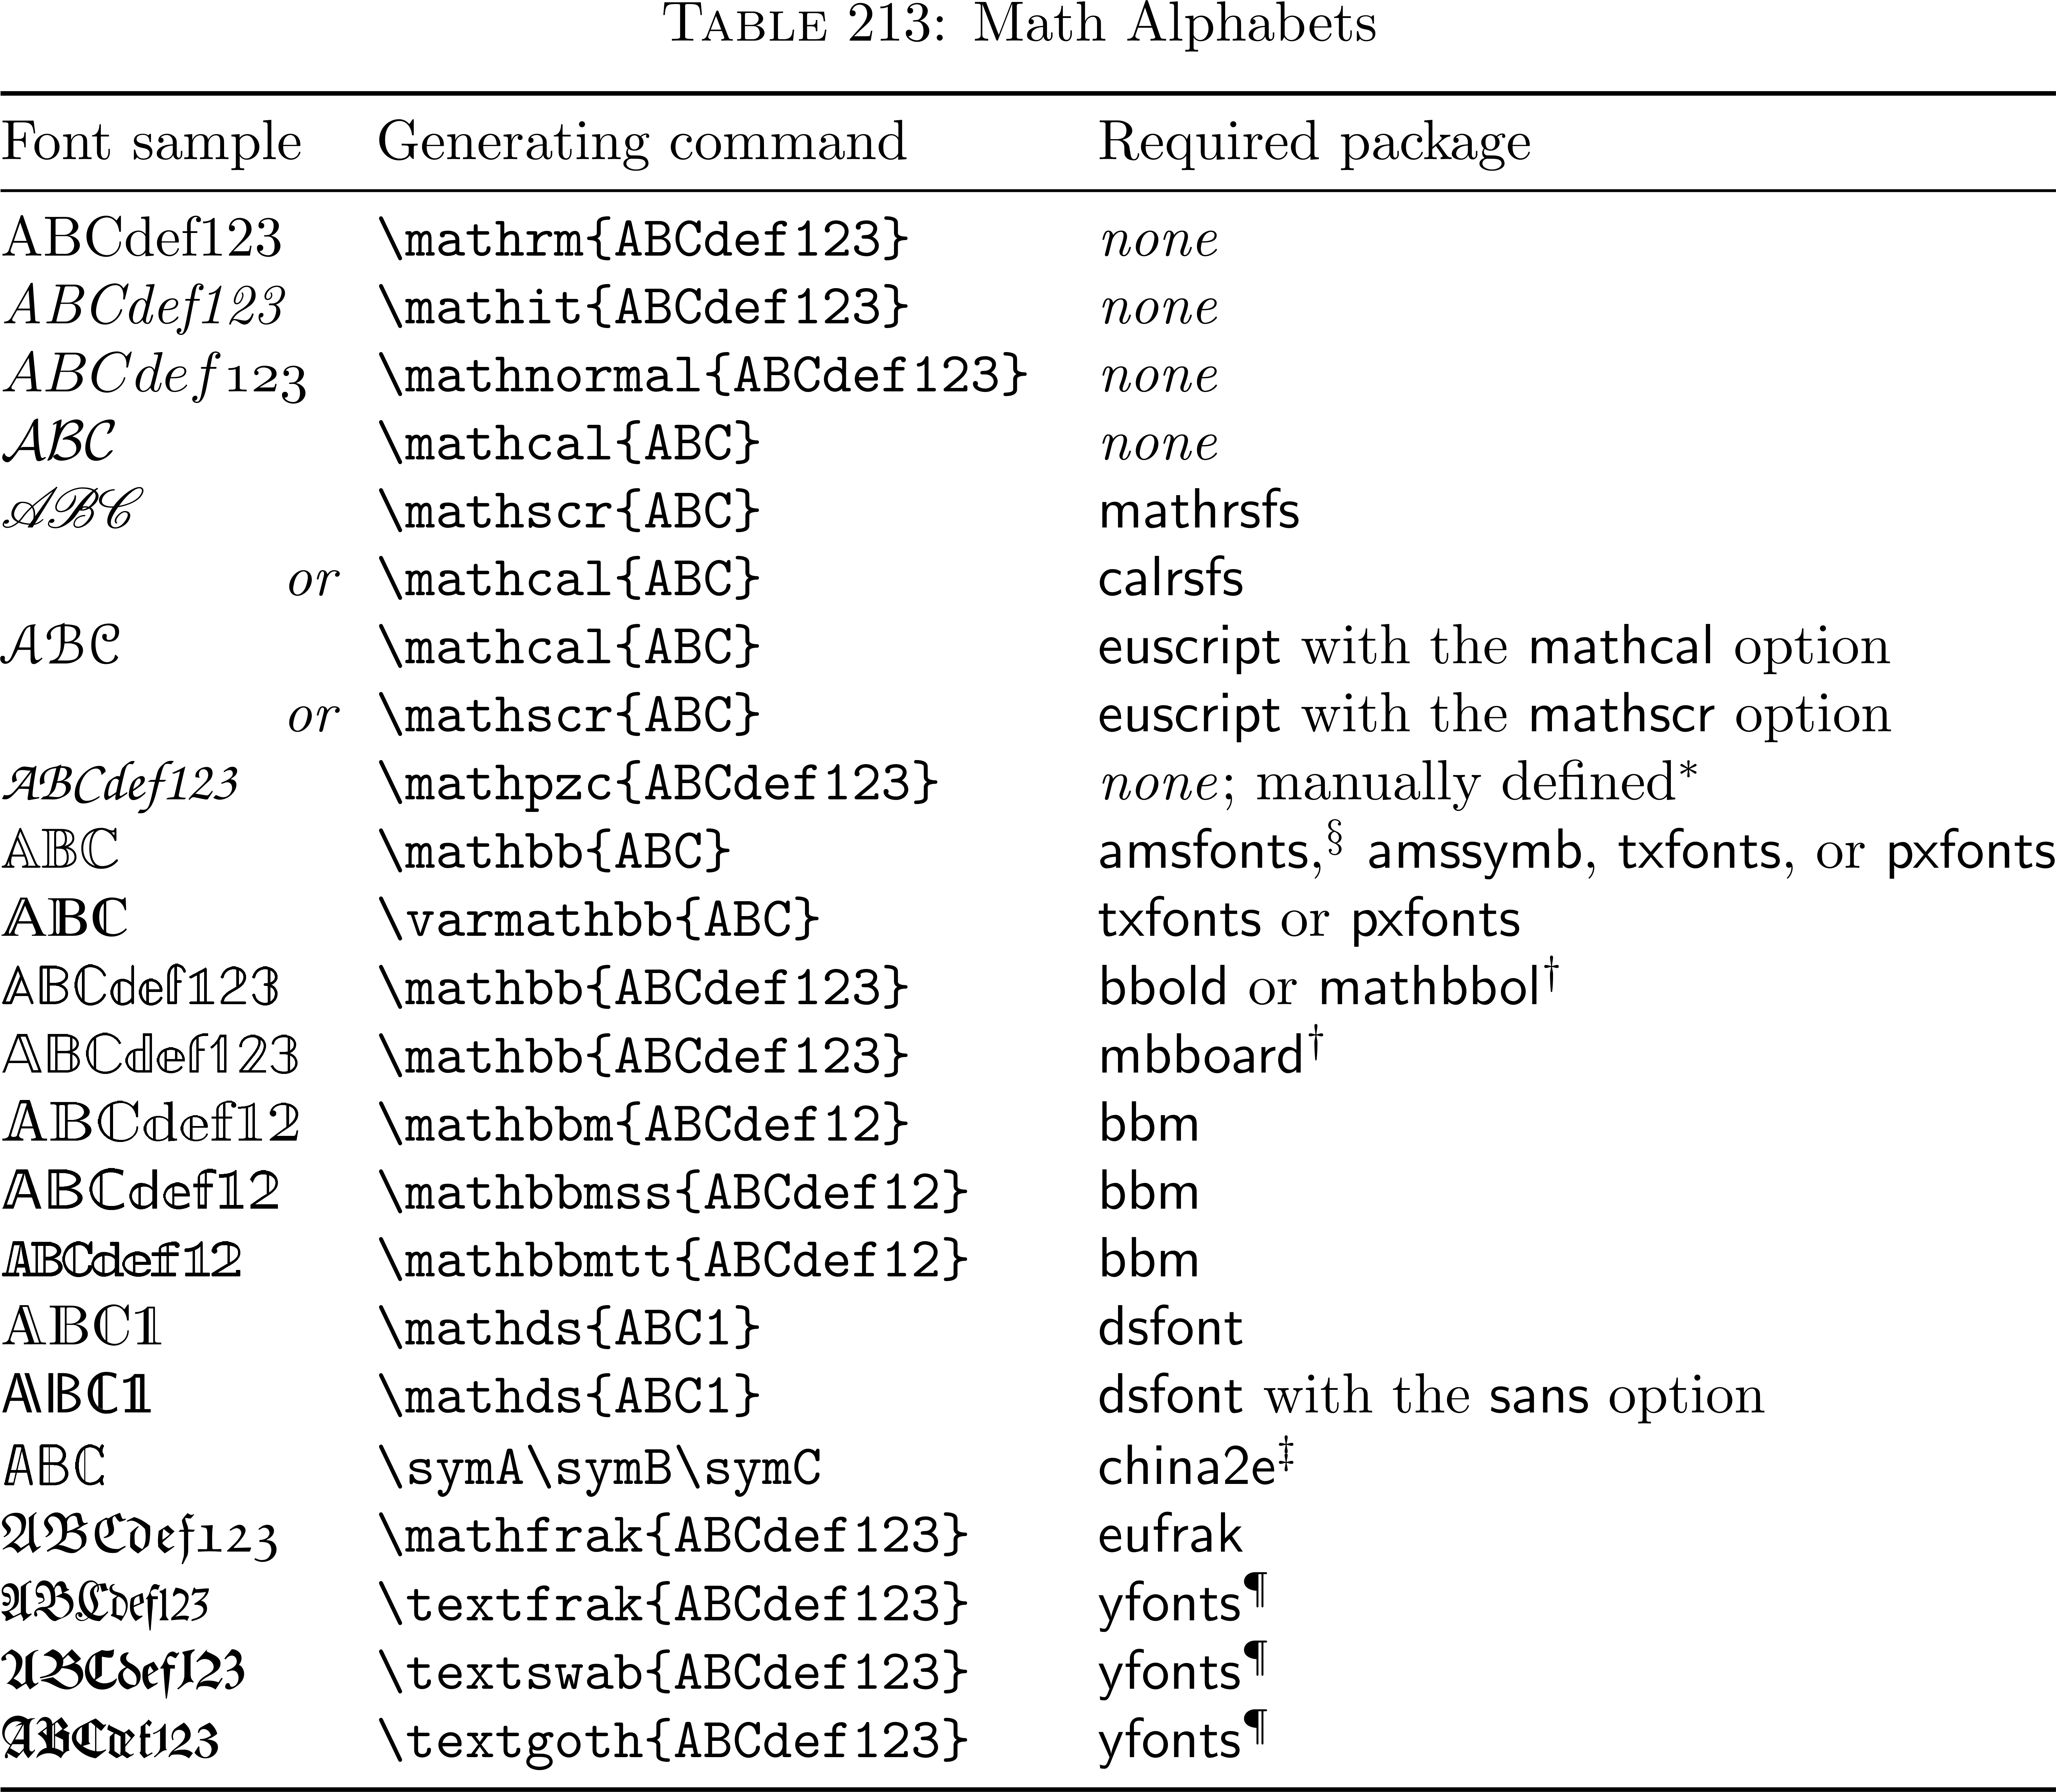 TABLE 213: Math Alphabets
Font sample Generating command Required package
ABCdef123 \mathrm{ABCdef123} none
ABCdef123 \mathit{ABCdef123} none
ABCdef123 \mathnormal{ABCdef123} none
ABC \mathcal{ABC} none
ABC \mathscr{ABC} mathrsfs
or \mathcal{ABC} calrsfs
ABC \mathcal{ABC} euscript with the mathcal option
or \mathscr{ABC} euscript with the mathscr option
ABCdef123 \mathpzc{ABCdef123} none; manually defined*
ABC \mathbb{ABC} amsfonts,§ amssymb, txfonts, or pxfonts
ABC \varmathbb{ABC} txfonts or pxfonts
ABCdef123 \mathbb{ABCdef123} bbold or mathbbol†
ABCdef123 \mathbb{ABCdef123} mbboard†
ABCdef12 \mathbbm{ABCdef12} bbm
ABCdef12 \mathbbmss{ABCdef12} bbm
ABCdef12 \mathbbmtt{ABCdef12} bbm
ABC1 \mathds{ABC1} dsfont
ABC1 \mathds{ABC1} dsfont with the sans option
ABC \symA\symB\symC china2e‡
ABCdef123 \mathfrak{ABCdef123} eufrak
ABCdef123 \textfrak{ABCdef123} yfonts¶
ABCdef123 \textswab{ABCdef123} yfonts¶
ABCdef123 \textgoth{ABCdef123} yfonts¶